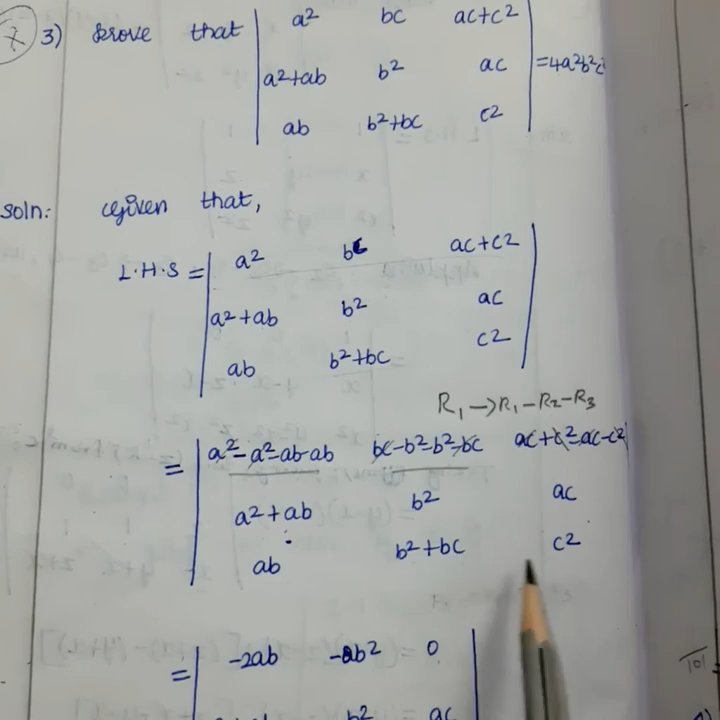 3) Prove that | a² bc ac+c² |
| a²+ab b² ac | =4a²b²c²
| ab b²+bc c² |
Soln: Given that,
L.H.S = | a² bc ac+c² |
| a²+ab b² ac |
| ab b²+bc c² |
R₁→R₁-R₂-R₃
= | a²-a²-ab-ab bc-b²-b²-bc ac+c²-ac-c² |
| a²+ab b² ac |
| ab b²+bc c² |
= | -2ab -2b² 0 |
b² ac